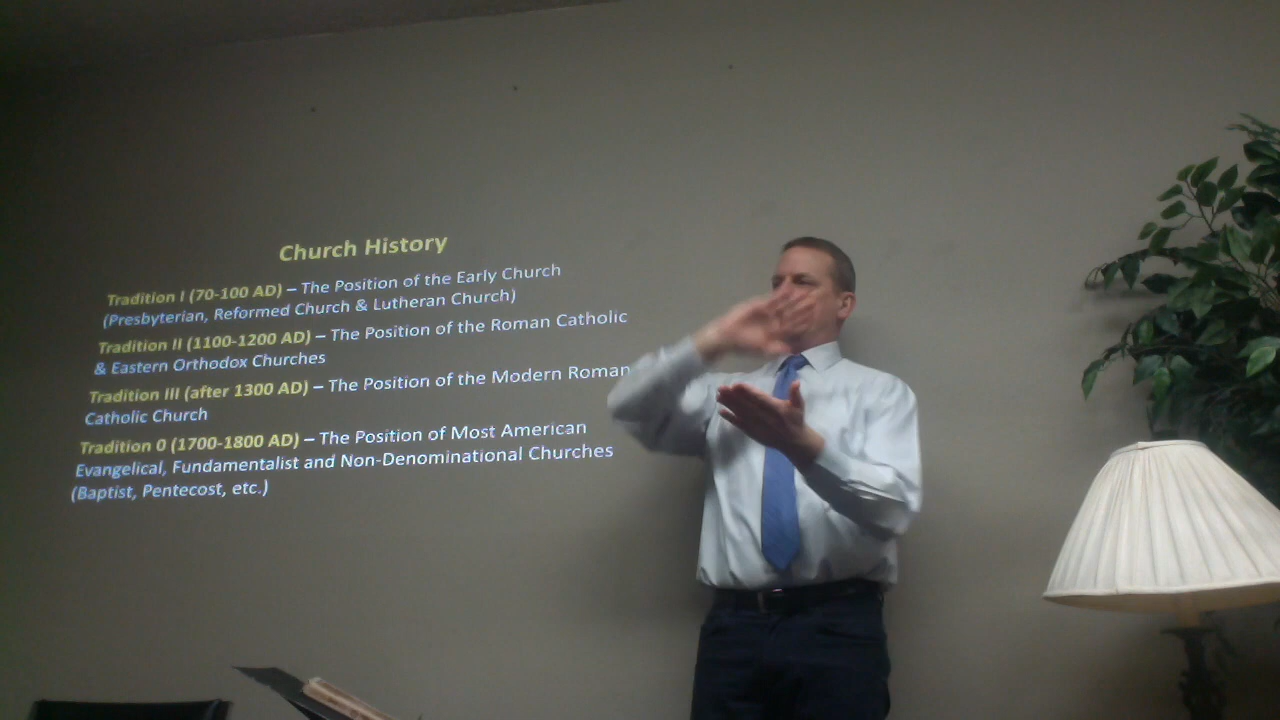 Church History
Tradition I (70-100 AD) – The Position of the Early Church
(Presbyterian, Reformed Church & Lutheran Church)
Tradition II (1100-1200 AD) – The Position of the Roman Catholic
& Eastern Orthodox Churches
Tradition III (after 1300 AD) – The Position of the Modern Roman
Catholic Church
Tradition 0 (1700-1800 AD) – The Position of Most American
Evangelical, Fundamentalist and Non-Denominational Churches
(Baptist, Pentecost, etc.)